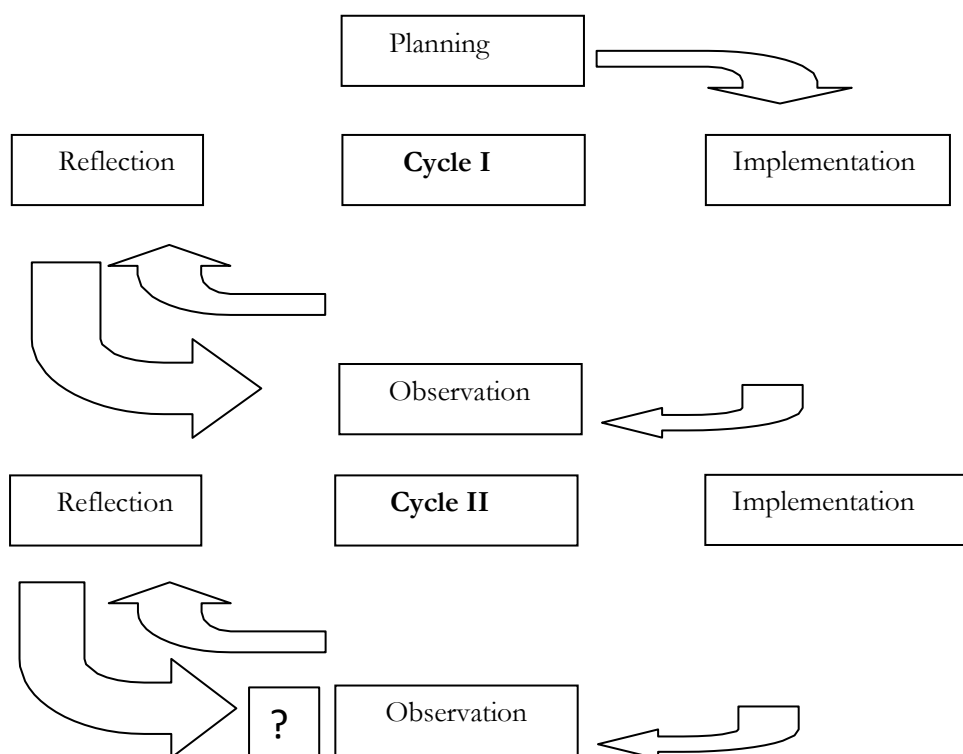 Planning
Reflection
Cycle I
Implementation
Observation
Reflection
Cycle II
Implementation
?
Observation